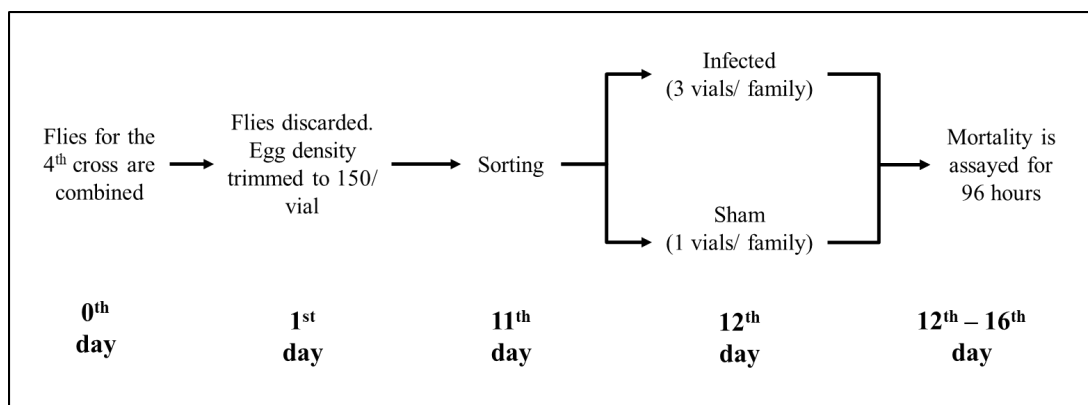 Flies for the
4th cross are
combined
Flies discarded.
Egg density
trimmed to 150/
vial
Sorting
Infected
(3 vials/ family)
Sham
(1 vials/ family)
Mortality is
assayed for
96 hours
0th
day
1st
day
11th
day
12th
day
12th – 16th
day